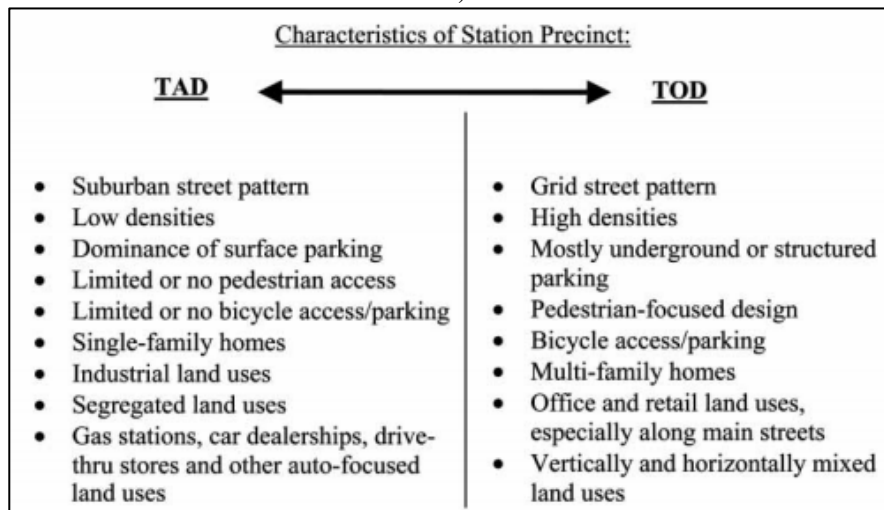 Characteristics of Station Precinct:
TAD
TOD
• Suburban street pattern
• Low densities
• Dominance of surface parking
• Limited or no pedestrian access
• Limited or no bicycle access/parking
• Single-family homes
• Industrial land uses
• Segregated land uses
• Gas stations, car dealerships, drive-
thru stores and other auto-focused
land uses
• Grid street pattern
• High densities
• Mostly underground or structured
parking
• Pedestrian-focused design
• Bicycle access/parking
• Multi-family homes
• Office and retail land uses,
especially along main streets
• Vertically and horizontally mixed
land uses